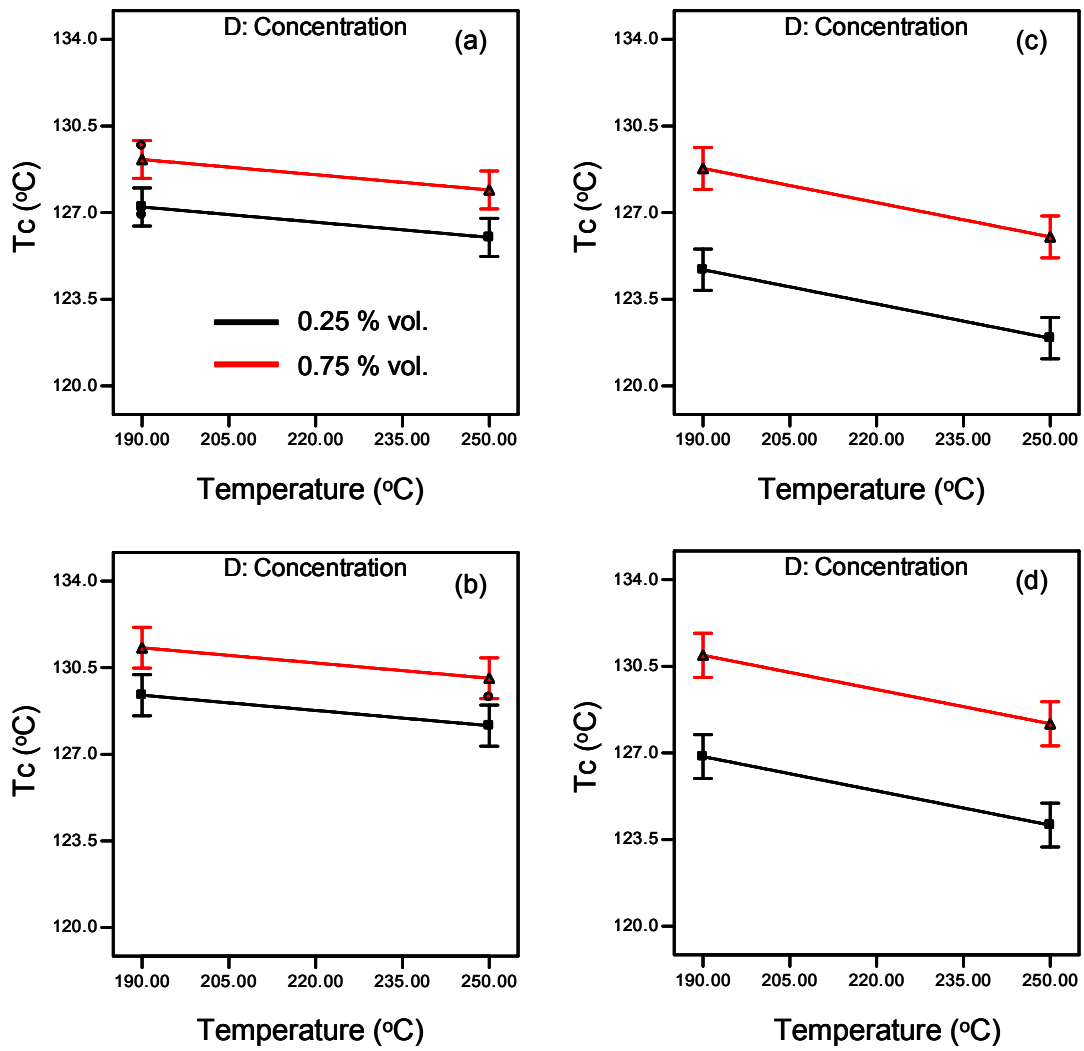 D: Concentration
(a)
134.0
130.5
127.0
123.5
120.0
Tc (oC)
0.25 % vol.
0.75 % vol.
190.00 205.00 220.00 235.00 250.00
Temperature (oC)
D: Concentration
(c)
134.0
130.5
127.0
123.5
120.0
Tc (oC)
190.00 205.00 220.00 235.00 250.00
Temperature (oC)
D: Concentration
(b)
134.0
130.5
127.0
123.5
120.0
Tc (oC)
190.00 205.00 220.00 235.00 250.00
Temperature (oC)
D: Concentration
(d)
134.0
130.5
127.0
123.5
120.0
Tc (oC)
190.00 205.00 220.00 235.00 250.00
Temperature (oC)